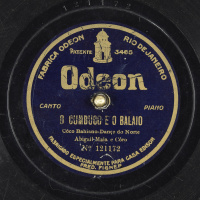 FABRICA ODEON RIO DE JANEIRO
PATENTE 3465
Odeon
CANTO PIANO
O CUMBUCO E O BALAIO
Côco Bahiano-Dança do Norte
Abigail-Maia e Côro
Nº 121172
FABRICADO ESPECIALMENTE PARA CASA EDISON
FRED. FIGNER